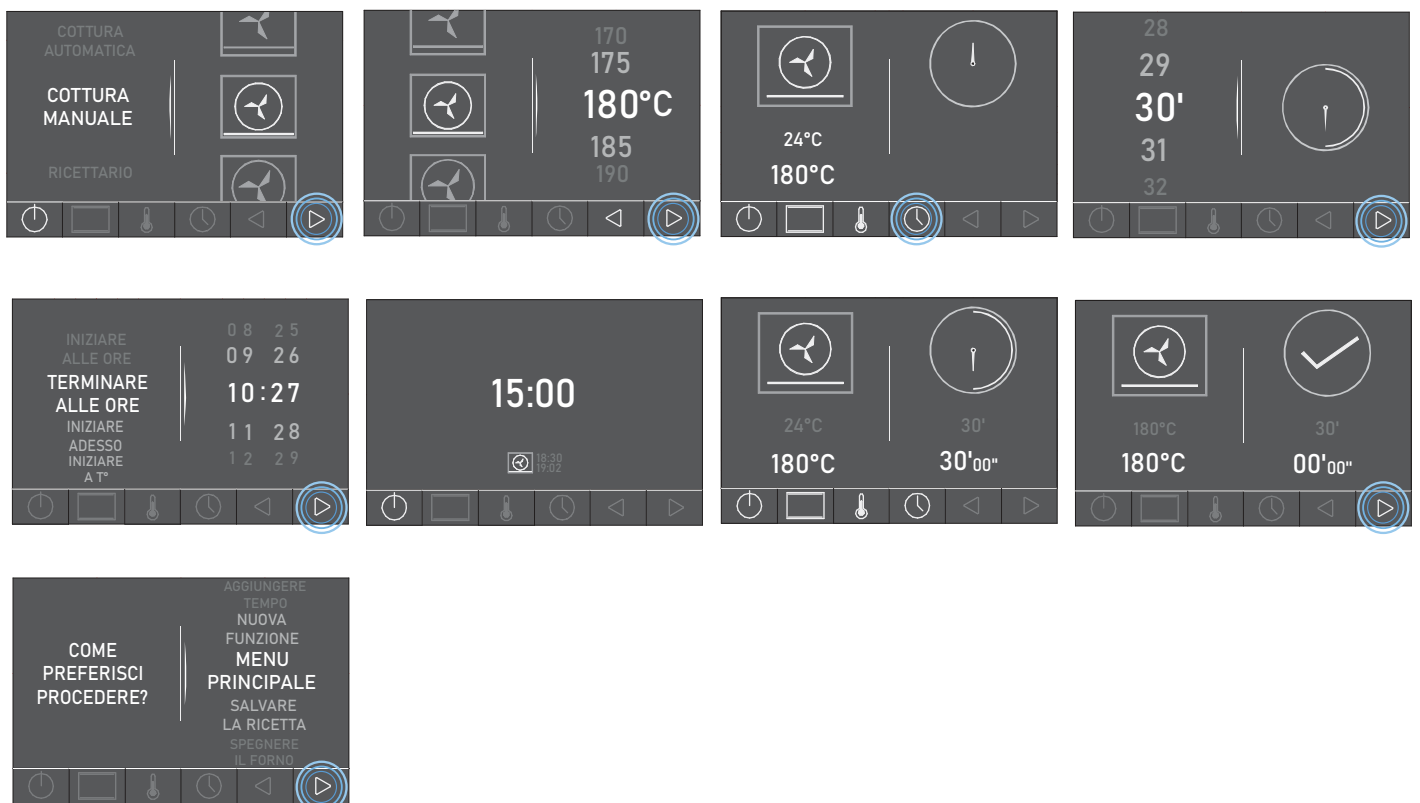 COTTURA
AUTOMATICA
COTTURA
MANUALE
RICETTARIO
170
175
180°C
185
190
24°C
180°C
28
29
30'
31
32
INIZIARE
ALLE ORE
TERMINARE
ALLE ORE
INIZIARE
ADESSO
INIZIARE
A T°
08 25
09 26
10:27
11 28
12 29
15:00
18:30
19:02
24°C
180°C
30'
30'00"
180°C
180°C
30'
00'00"
COME
PREFERISCI
PROCEDERE?
AGGIUNGERE
TEMPO
NUOVA
FUNZIONE
MENU
PRINCIPALE
SALVARE
LA RICETTA
SPEGNERE
IL FORNO